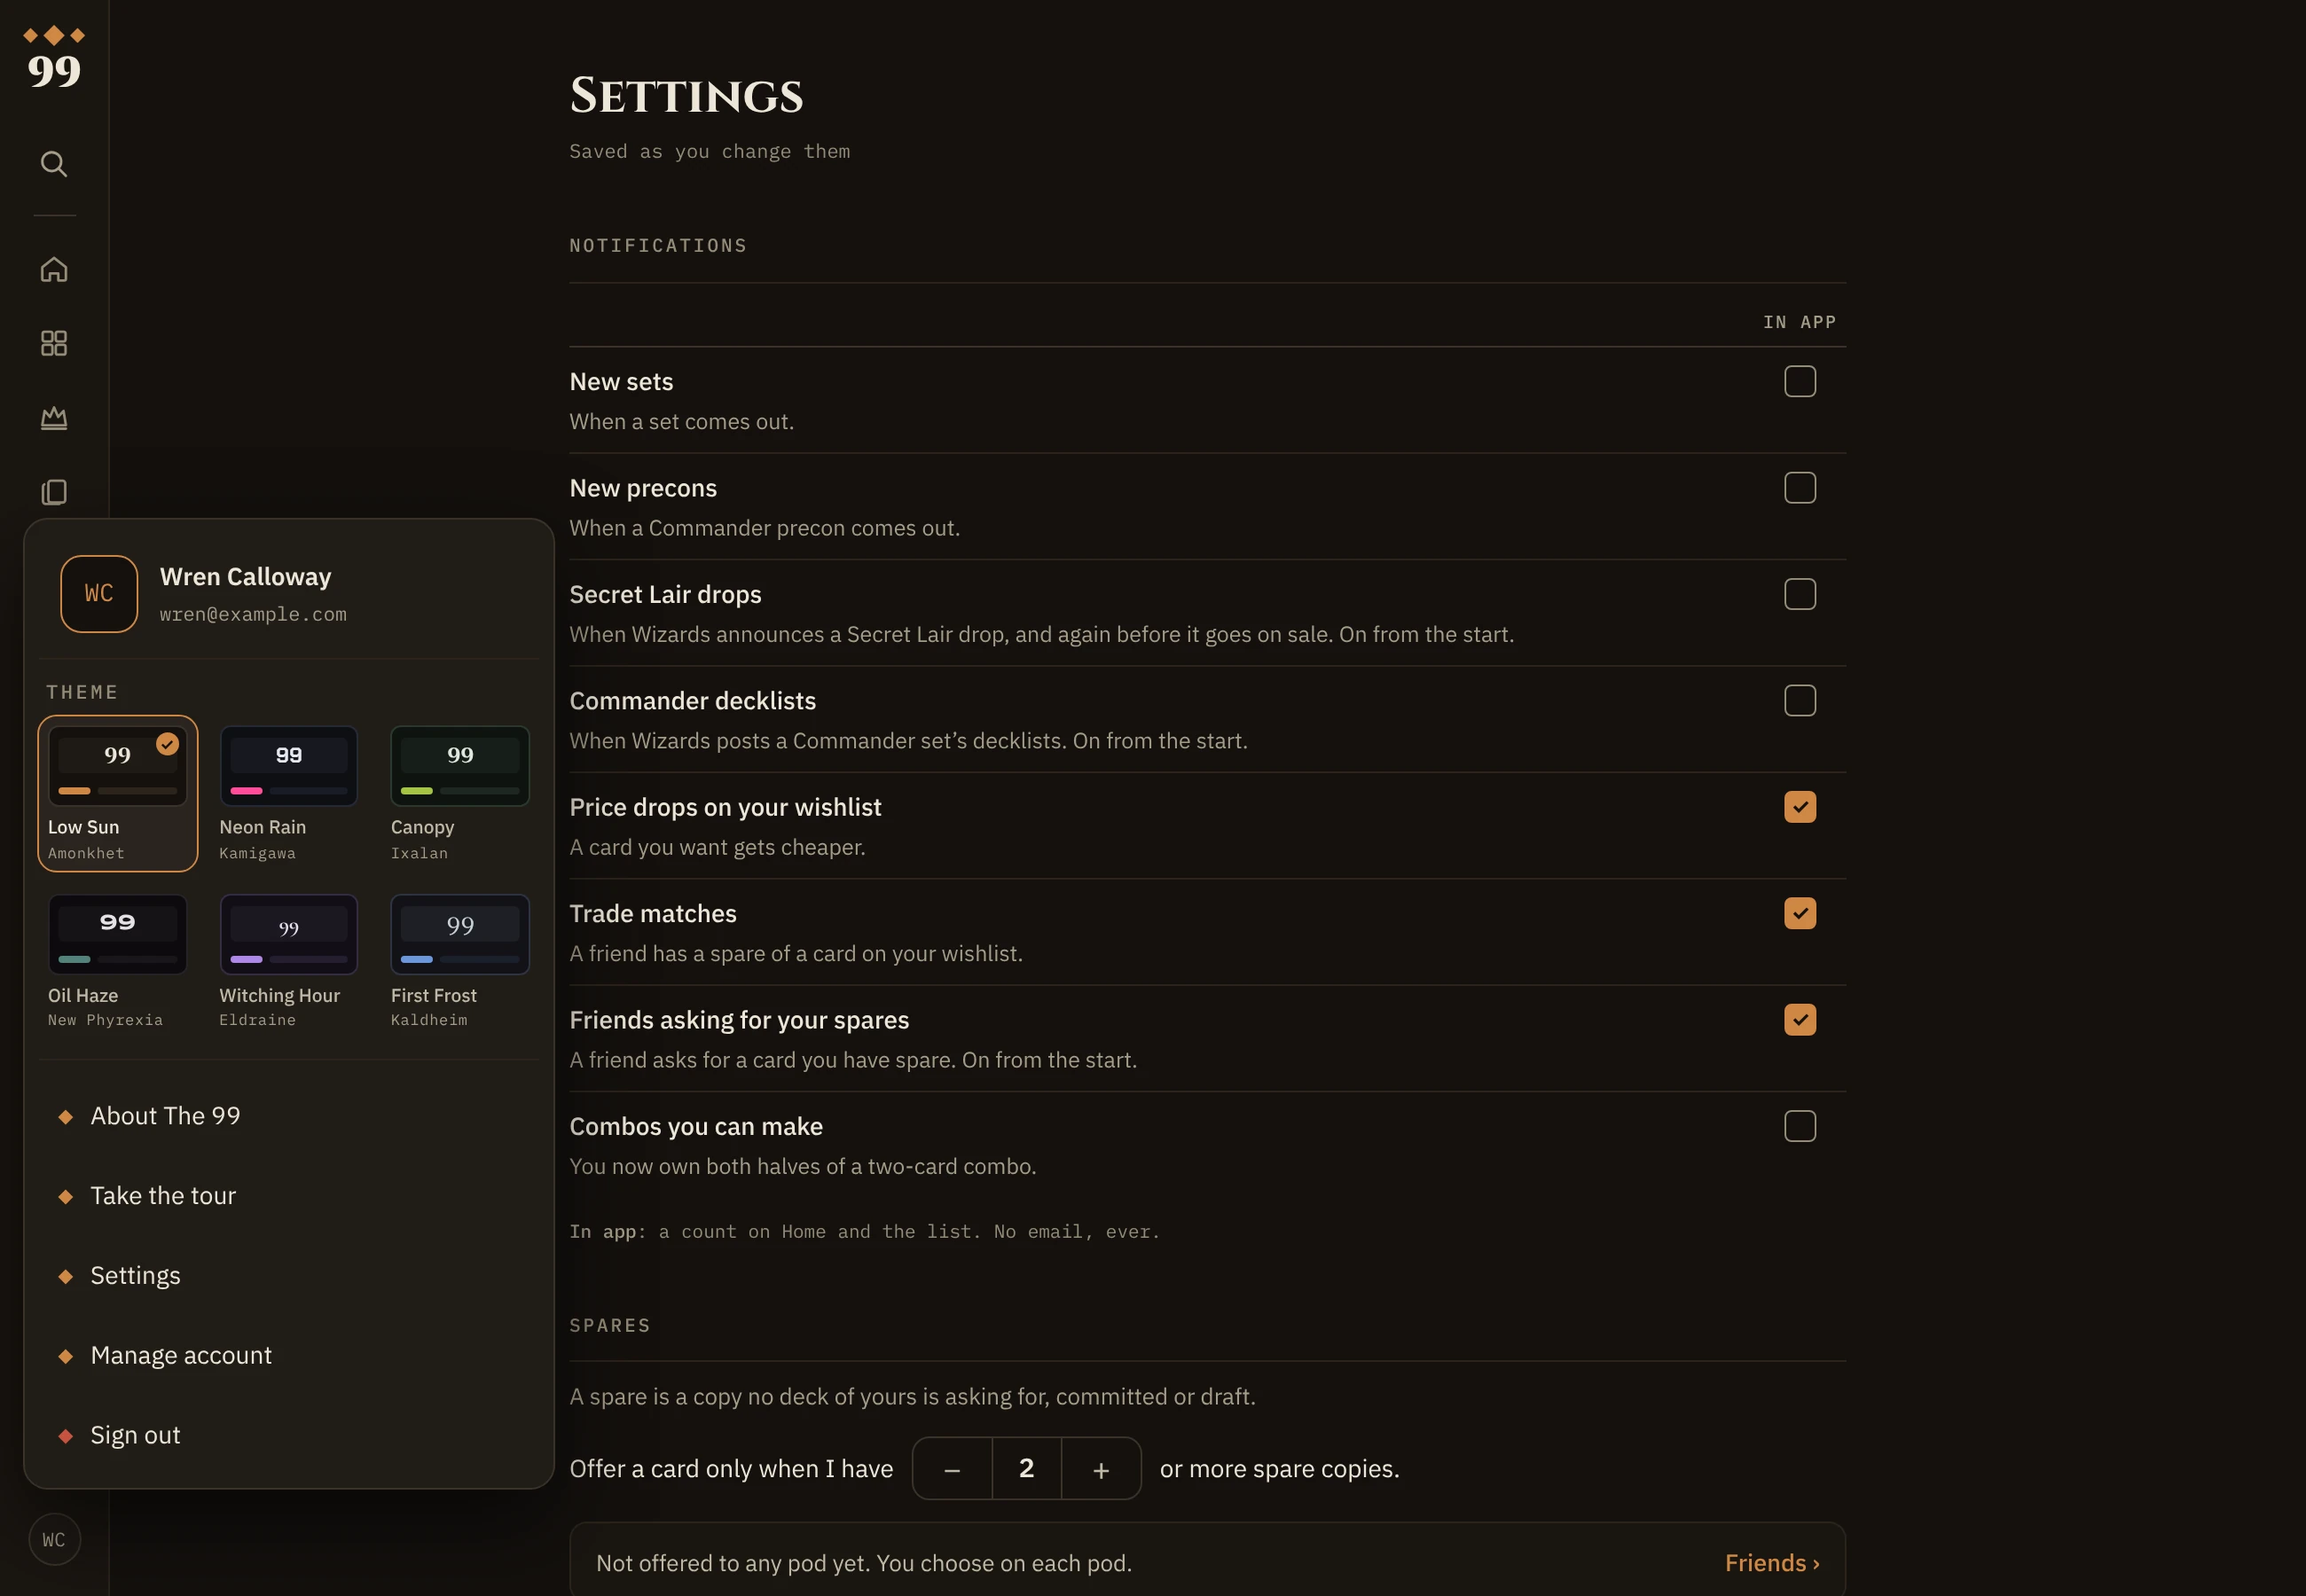 99
SETTINGS
Saved as you change them
NOTIFICATIONS
IN APP
New sets
When a set comes out.
New precons
When a Commander precon comes out.
Secret Lair drops
When Wizards announces a Secret Lair drop, and again before it goes on sale. On from the start.
Commander decklists
When Wizards posts a Commander set’s decklists. On from the start.
Price drops on your wishlist
A card you want gets cheaper.
Trade matches
A friend has a spare of a card on your wishlist.
Friends asking for your spares
A friend asks for a card you have spare. On from the start.
Combos you can make
You now own both halves of a two-card combo.
In app: a count on Home and the list. No email, ever.
SPARES
A spare is a copy no deck of yours is asking for, committed or draft.
Offer a card only when I have − 2 + or more spare copies.
Not offered to any pod yet. You choose on each pod. Friends ›
WC
Wren Calloway
wren@example.com
THEME
99 99 99
Low Sun Neon Rain Canopy
Amonkhet Kamigawa Ixalan
99 99 99
Oil Haze Witching Hour First Frost
New Phyrexia Eldraine Kaldheim
About The 99
Take the tour
Settings
Manage account
Sign out
WC